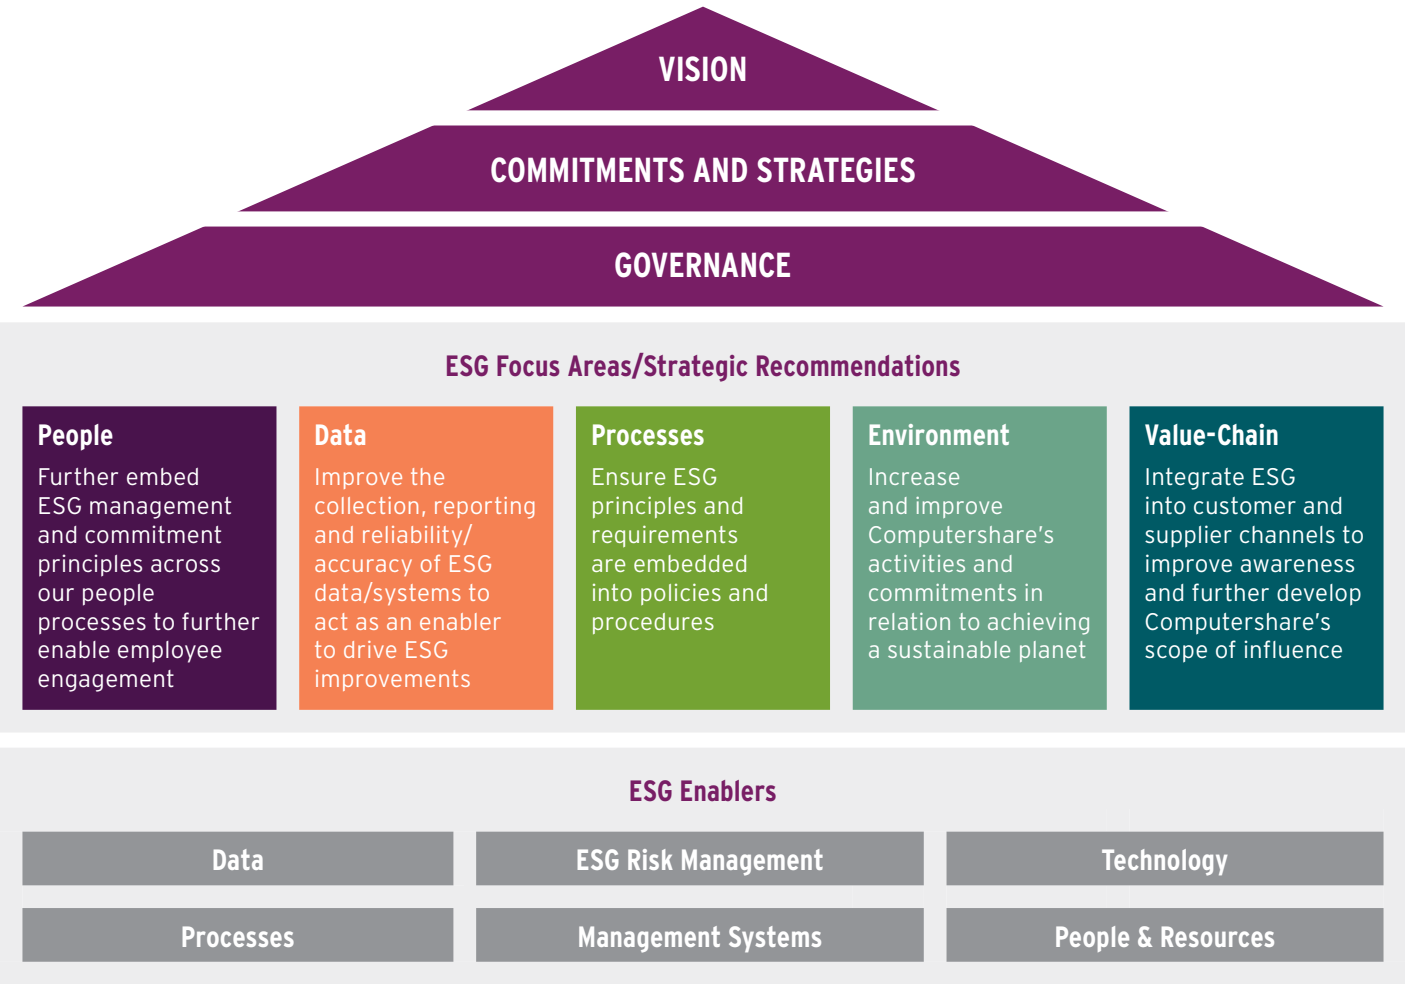 VISION
COMMITMENTS AND STRATEGIES
GOVERNANCE
ESG Focus Areas/Strategic Recommendations
People
Further embed
ESG management
and commitment
principles across
our people
processes to further
enable employee
engagement
Data
Improve the
collection, reporting
and reliability/
accuracy of ESG
data/systems to
act as an enabler
to drive ESG
improvements
Processes
Ensure ESG
principles and
requirements
are embedded
into policies and
procedures
Environment
Increase
and improve
Computershare's
activities and
commitments in
relation to achieving
a sustainable planet
Value-Chain
Integrate ESG
into customer and
supplier channels to
improve awareness
and further develop
Computershare's
scope of influence
ESG Enablers
Data
ESG Risk Management
Technology
Processes
Management Systems
People & Resources